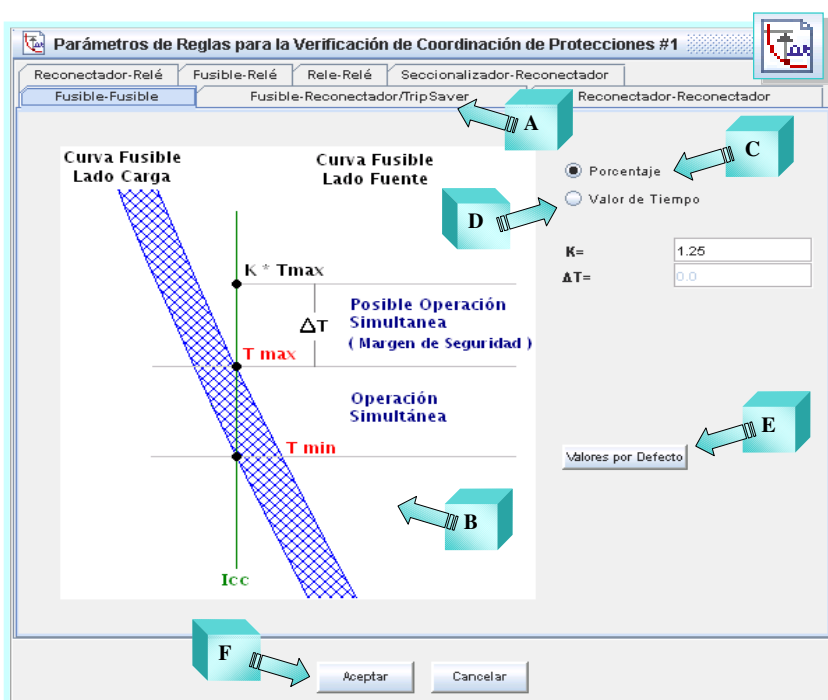 Parámetros de Reglas para la Verificación de Coordinación de Protecciones #1
Reconectador-Relé Fusible-Relé Rele-Relé Seccionalizador-Reconectador
Fusible-Fusible Fusible-Reconectador/TripSaver Reconectador-Reconectador
A
Curva Fusible
Lado Carga
Curva Fusible
Lado Fuente
C
Porcentaje
Valor de Tiempo
D
K= 1.25
ΔT= 0.0
K * Tmax
ΔT
Posible Operación
Simultanea
( Margen de Seguridad )
T max
Operación
Simultánea
T min
E
Valores por Defecto
B
Icc
F
Aceptar Cancelar